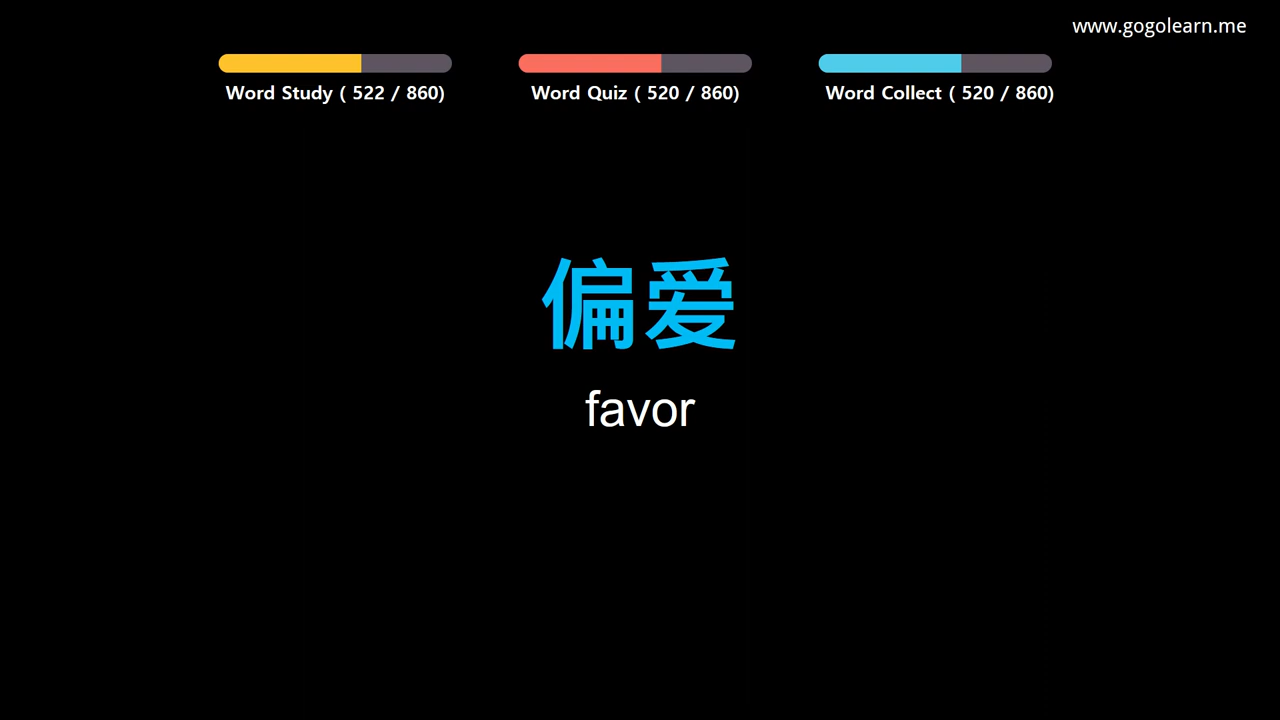 www.gogolearn.me
Word Study ( 522 / 860)
Word Quiz ( 520 / 860)
Word Collect ( 520 / 860)
偏爱
favor